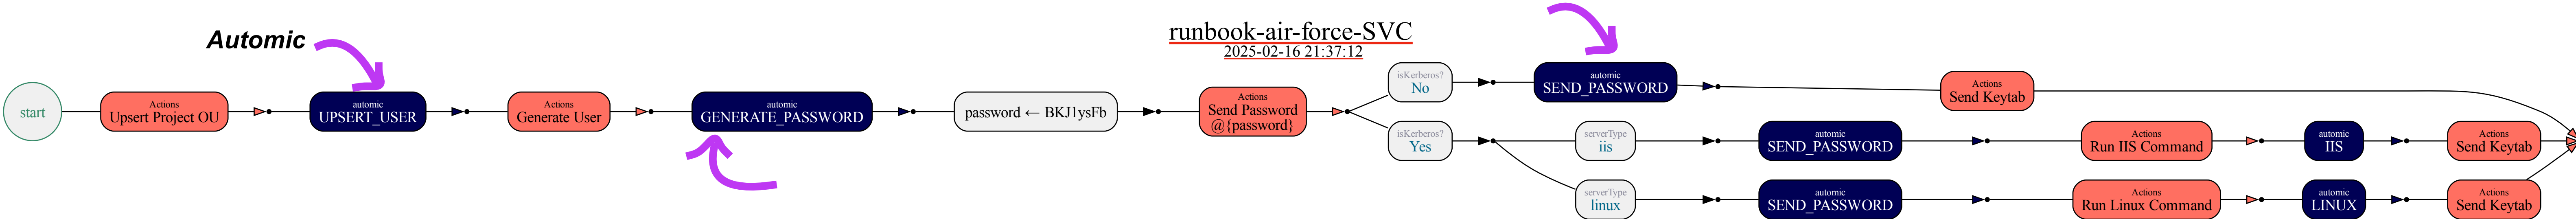 Automic
runbook-air-force-SVC
2025-02-16 21:37:12
start
Actions
Upsert Project OU
automic
UPSERT_USER
Actions
Generate User
automic
GENERATE_PASSWORD
password ← BKJ1ysFb
Actions
Send Password
@{password}
isKerberos?
No
automic
SEND_PASSWORD
Actions
Send Keytab
isKerberos?
Yes
serverType
iis
automic
SEND_PASSWORD
Actions
Run IIS Command
automic
IIS
Actions
Send Keytab
serverType
linux
automic
SEND_PASSWORD
Actions
Run Linux Command
automic
LINUX
Actions
Send Keytab